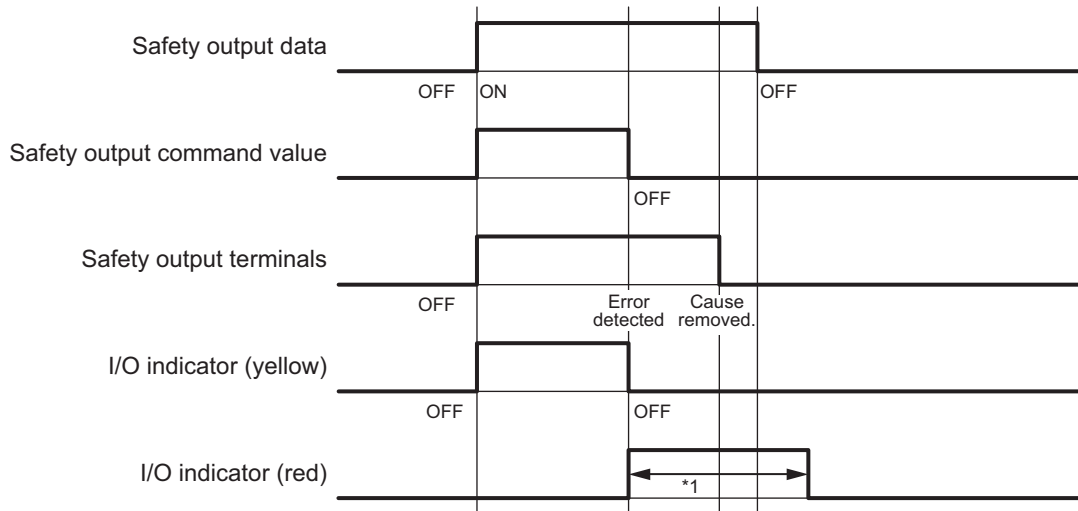 Safety output data
OFF ON OFF
Safety output command value
OFF
Safety output terminals
OFF Error detected Cause removed.
I/O indicator (yellow)
OFF OFF
I/O indicator (red)
*1